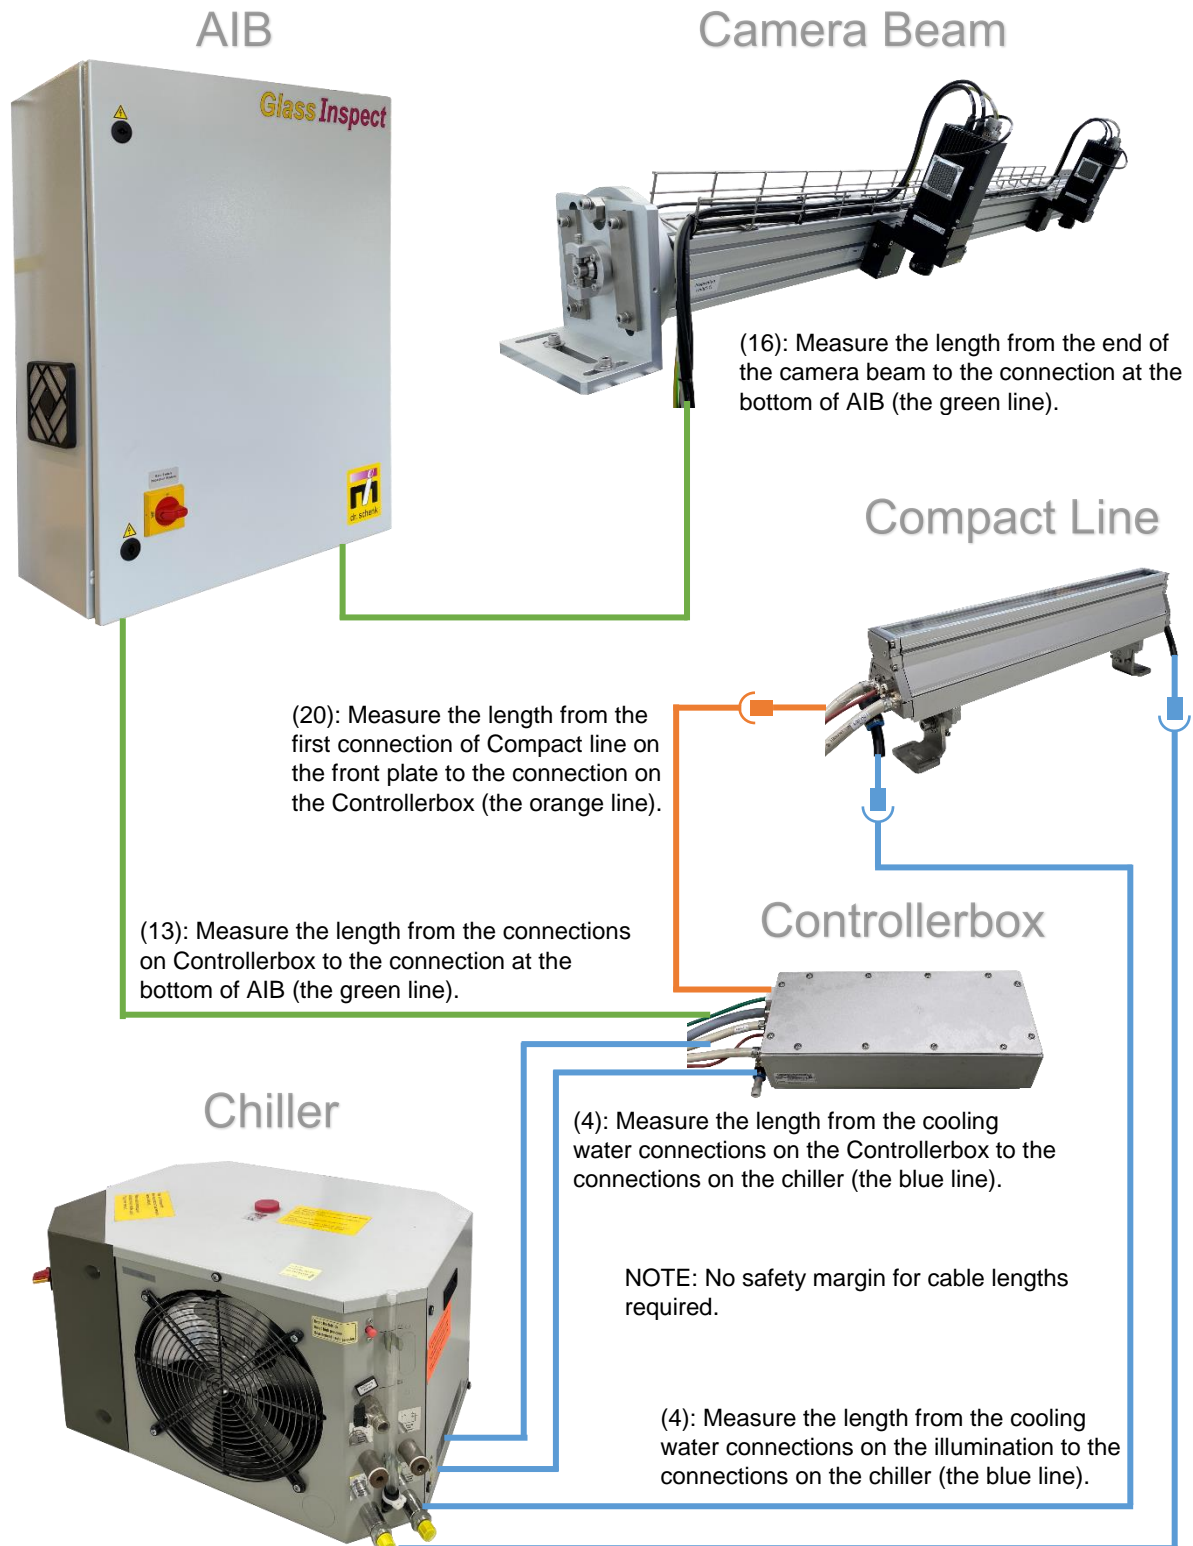 AIB
Camera Beam
Glass Inspect
(16): Measure the length from the end of
the camera beam to the connection at the
bottom of AIB (the green line).
dr. schenk
Compact Line
(20): Measure the length from the
first connection of Compact line on
the front plate to the connection on
the Controllerbox (the orange line).
(13): Measure the length from the connections
on Controllerbox to the connection at the
bottom of AIB (the green line).
Controllerbox
Chiller
(4): Measure the length from the cooling
water connections on the Controllerbox to the
connections on the chiller (the blue line).
NOTE: No safety margin for cable lengths
required.
(4): Measure the length from the cooling
water connections on the illumination to the
connections on the chiller (the blue line).